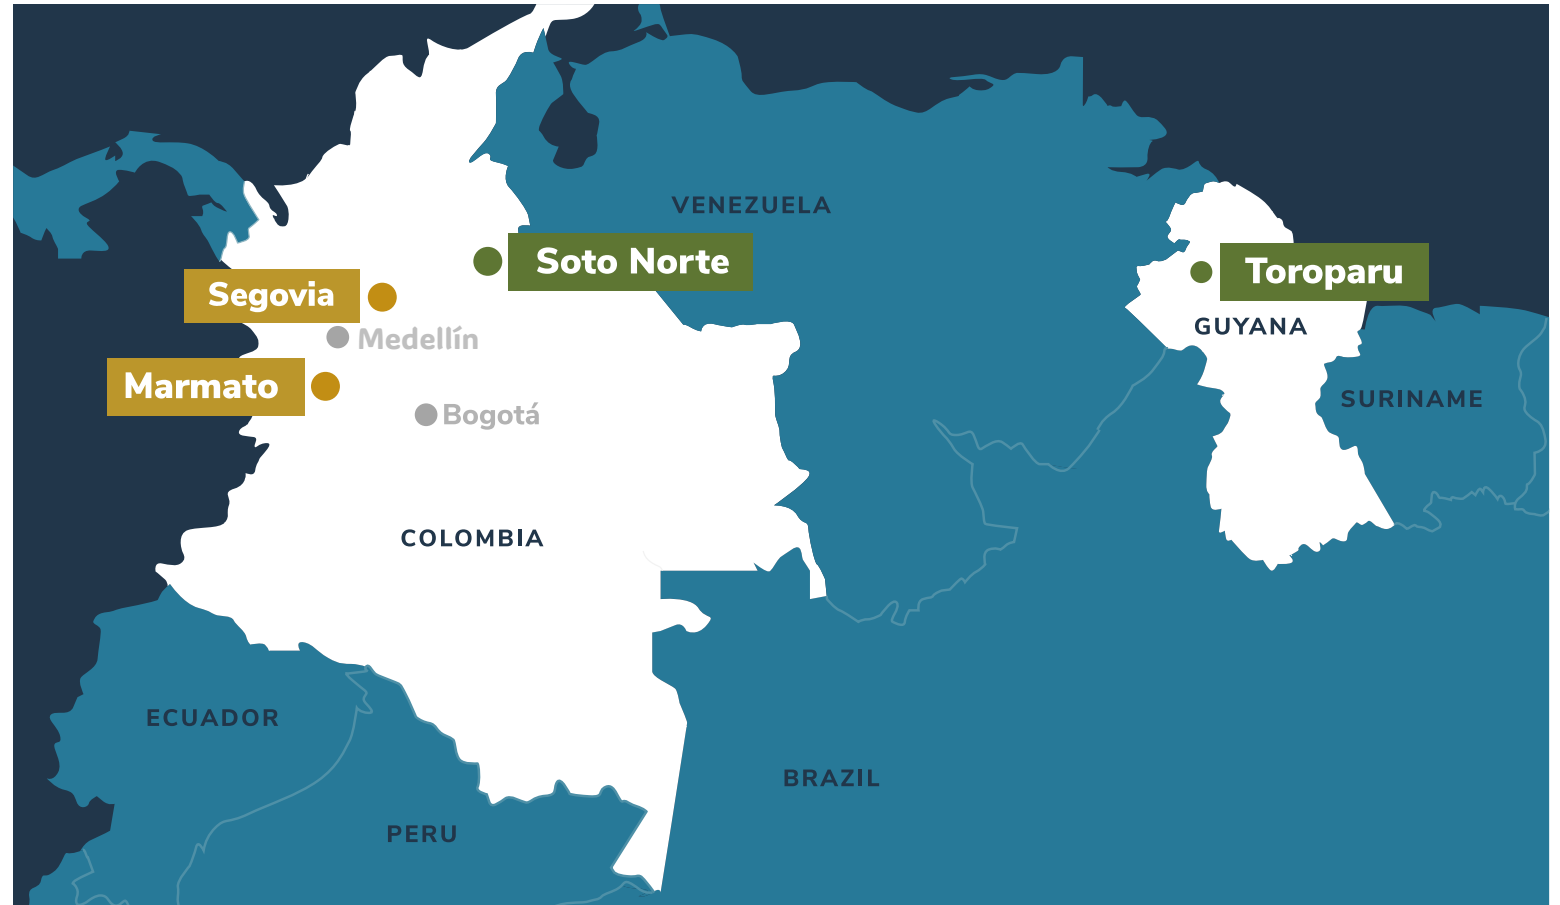 VENEZUELA
Soto Norte
Toroparu
Segovia
GUYANA
Medellín
Marmato
SURINAME
Bogotá
COLOMBIA
ECUADOR
BRAZIL
PERU